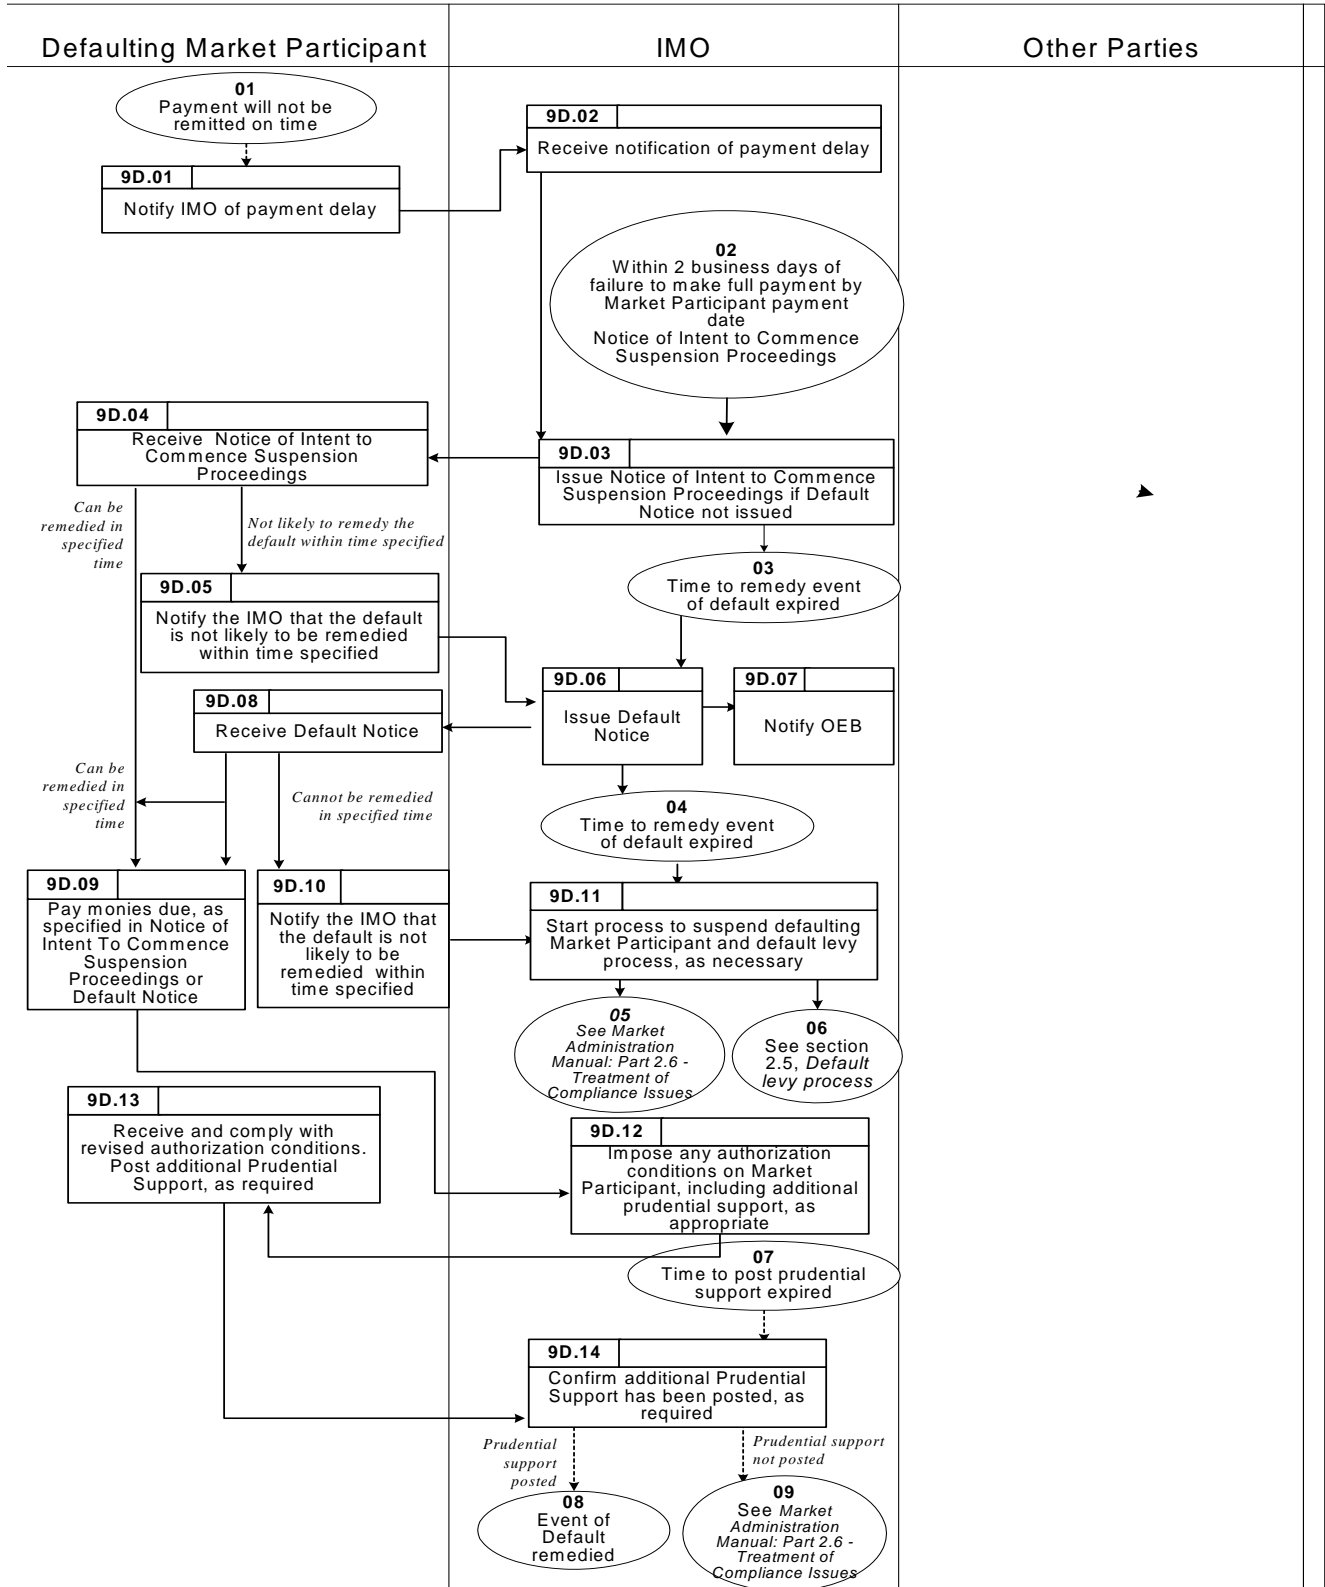 Defaulting Market Participant
IMO
Other Parties
01
Payment will not be
remitted on time
9D.02
Receive notification of payment delay
9D.01
Notify IMO of payment delay
02
Within 2 business days of
failure to make full payment by
Market Participant payment
date
Notice of Intent to Commence
Suspension Proceedings
9D.04
Receive Notice of Intent to
Commence Suspension
Proceedings
9D.03
Issue Notice of Intent to Commence
Suspension Proceedings if Default
Notice not issued
Can be
remedied in
specified
time
Not likely to remedy the
default within time specified
03
Time to remedy event
of default expired
9D.05
Notify the IMO that the default
is not likely to be remedied
within time specified
9D.06
Issue Default
Notice
9D.07
Notify OEB
9D.08
Receive Default Notice
Can be
remedied in
specified
time
Cannot be remedied
in specified time
04
Time to remedy event
of default expired
9D.09
Pay monies due, as
specified in Notice of
Intent To Commence
Suspension
Proceedings or
Default Notice
9D.10
Notify the IMO that
the default is not
likely to be
remedied within
time specified
9D.11
Start process to suspend defaulting
Market Participant and default levy
process, as necessary
05
See Market
Administration
Manual: Part 2.6 -
Treatment of
Compliance Issues
06
See section
2.5, Default
levy process
9D.13
Receive and comply with
revised authorization conditions.
Post additional Prudential
Support, as required
9D.12
Impose any authorization
conditions on Market
Participant, including additional
prudential support, as
appropriate
07
Time to post prudential
support expired
9D.14
Confirm additional Prudential
Support has been posted, as
required
Prudential
support
posted
Prudential support
not posted
08
Event of
Default
remedied
09
See Market
Administration
Manual: Part 2.6 -
Treatment of
Compliance Issues